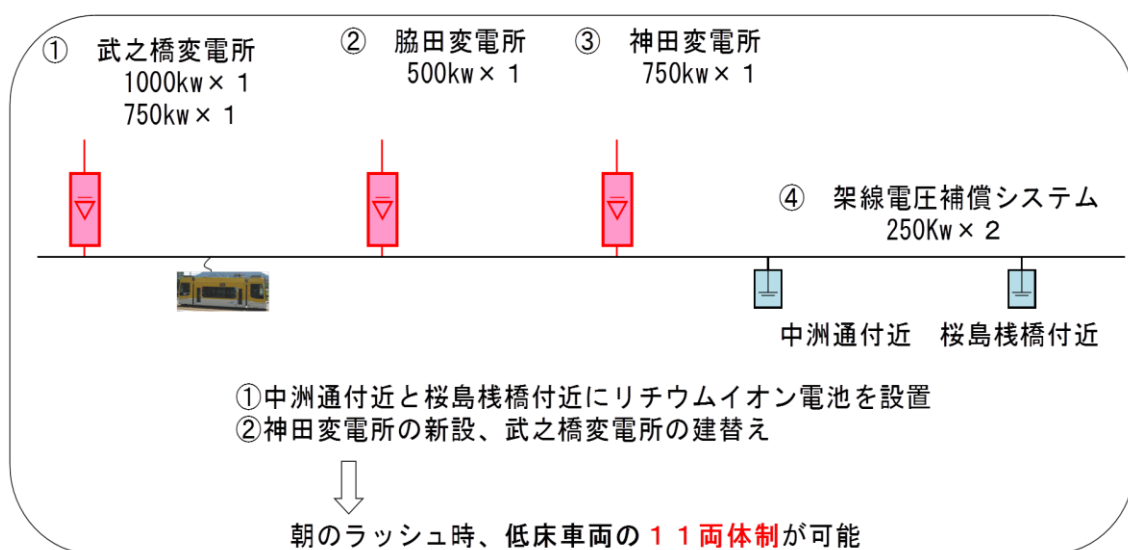 ① 武之橋変電所
1000kw × １
750kw × １
② 脇田変電所
500kw × １
③ 神田変電所
750kw × １
④ 架線電圧補償システム
250Kw × ２
中洲通付近 桜島桟橋付近
①中洲通付近と桜島桟橋付近にリチウムイオン電池を設置
②神田変電所の新設、武之橋変電所の建替え
朝のラッシュ時、低床車両の１１両体制が可能